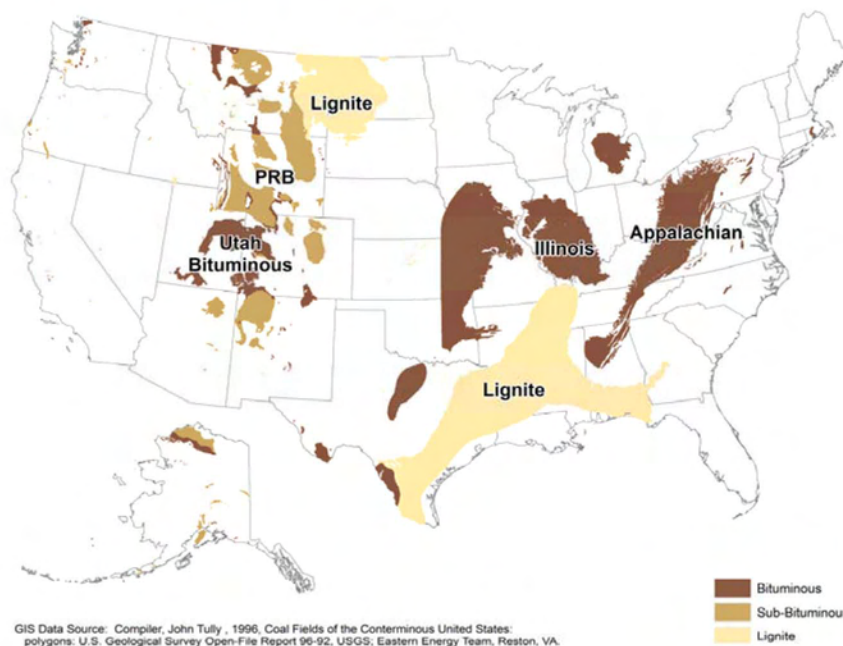 Lignite
PRB
Utah
Bituminous
Illinois
Appalachian
Lignite
Bituminous
Sub-Bituminous
Lignite
GIS Data Source: Compiler, John Tully , 1996, Coal Fields of the Conterminous United States:
polygons: U.S. Geological Survey Open-File Report 96-92, USGS; Eastern Energy Team, Reston, VA.